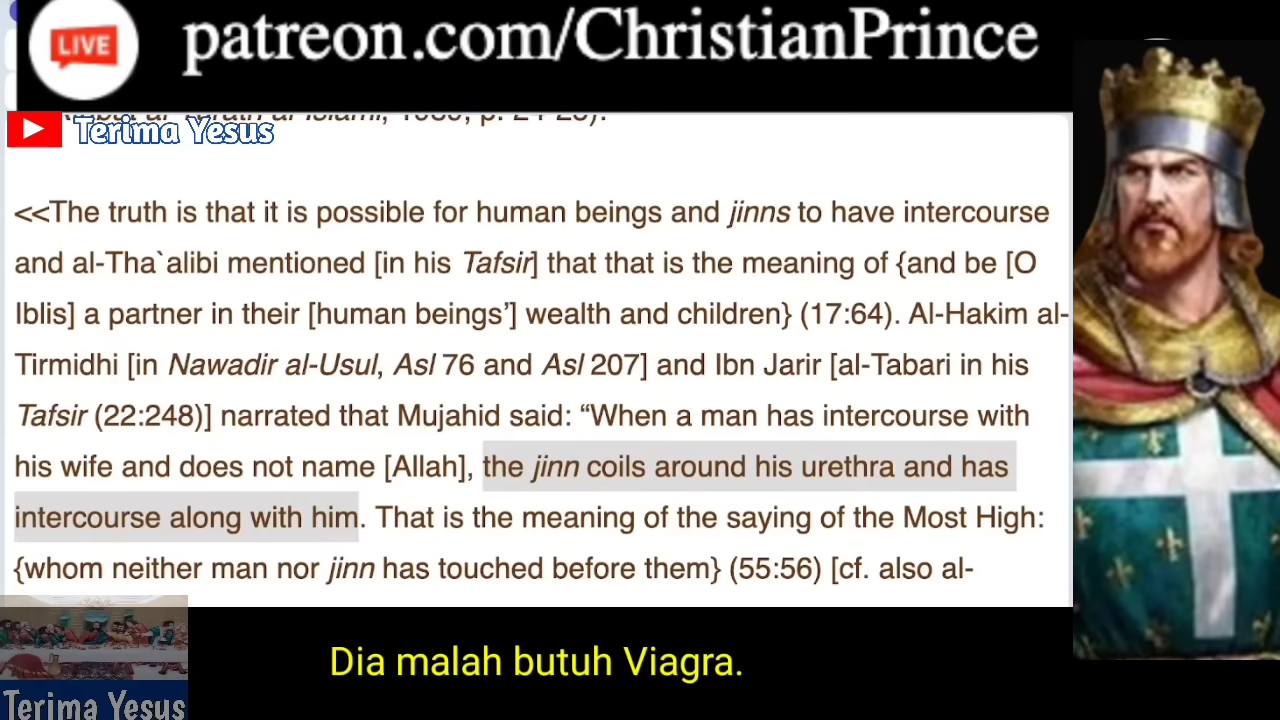 LIVE
patreon.com/ChristianPrince
Terima Yesus
<<The truth is that it is possible for human beings and jinns to have intercourse
and al-Tha`alibi mentioned [in his Tafsir] that that is the meaning of {and be [O
Iblis] a partner in their [human beings’] wealth and children} (17:64). Al-Hakim al-
Tirmidhi [in Nawadir al-Usul, Asl 76 and Asl 207] and Ibn Jarir [al-Tabari in his
Tafsir (22:248)] narrated that Mujahid said: “When a man has intercourse with
his wife and does not name [Allah], the jinn coils around his urethra and has
intercourse along with him. That is the meaning of the saying of the Most High:
{whom neither man nor jinn has touched before them} (55:56) [cf. also al-
Dia malah butuh Viagra.
Terima Yesus